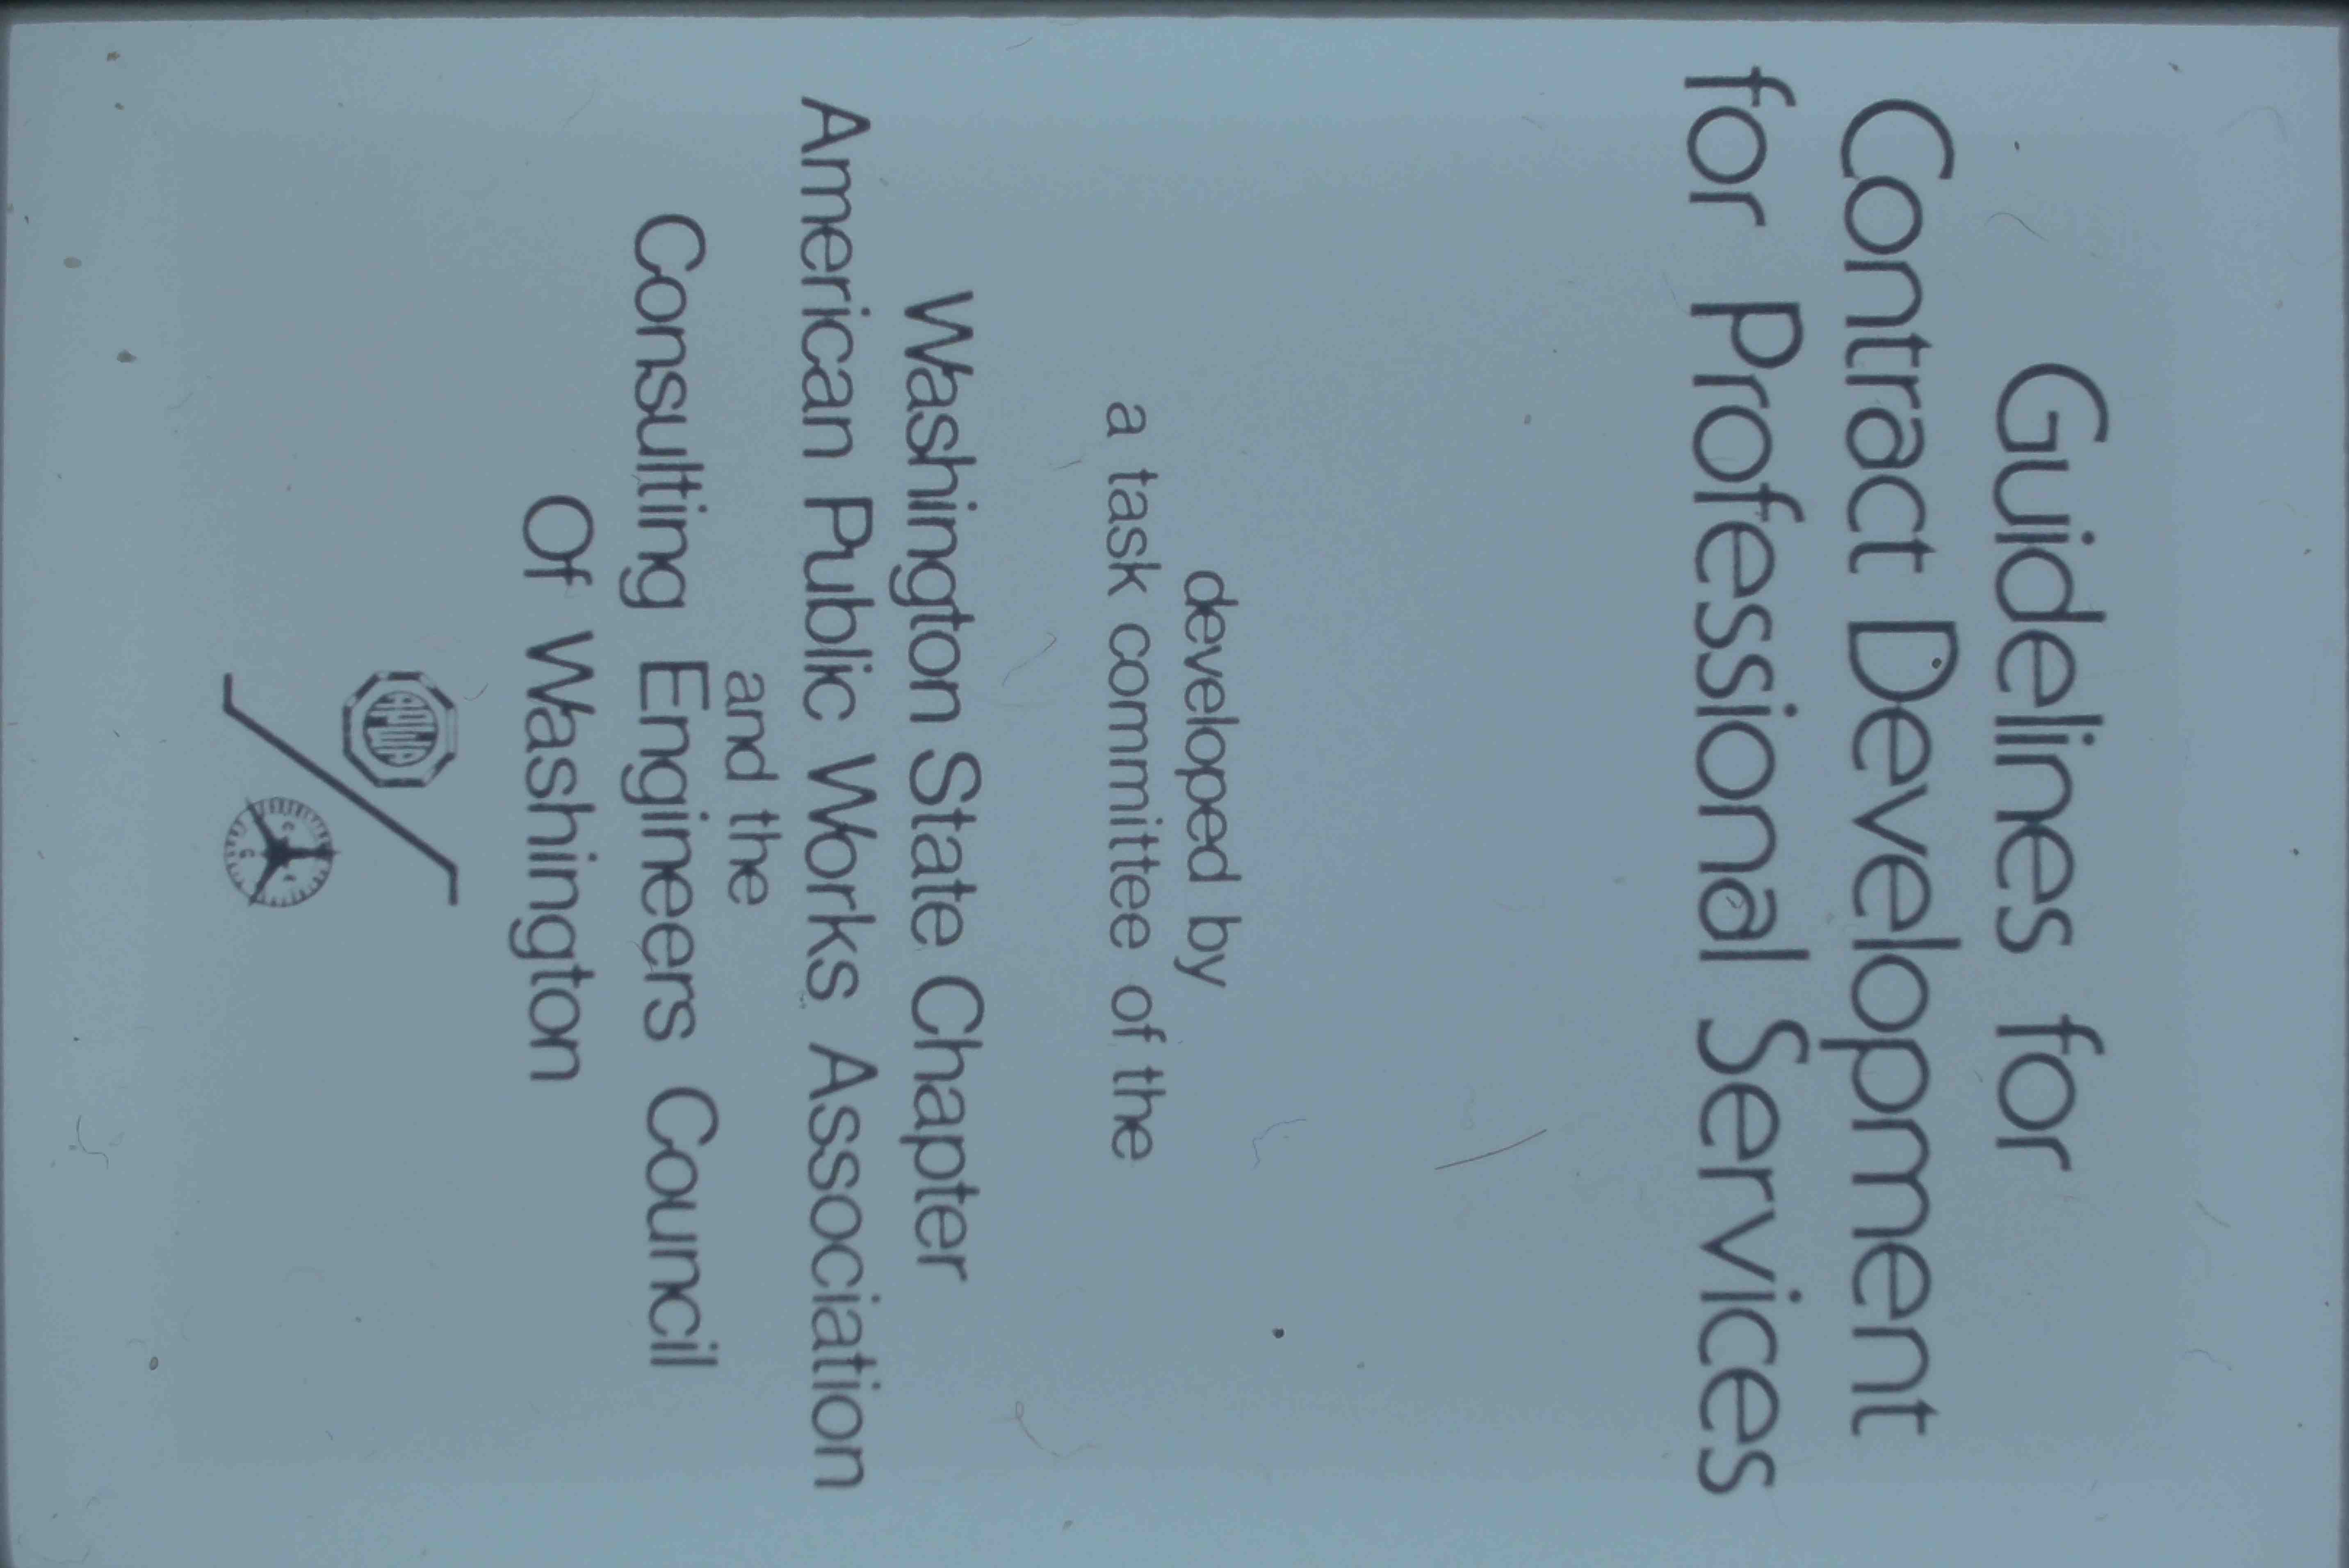 Guidelines for
Contract Development
for Professional Services
developed by
a task committee of the
Washington State Chapter
American Public Works Association
and the
Consulting Engineers Council
Of Washington
APWA